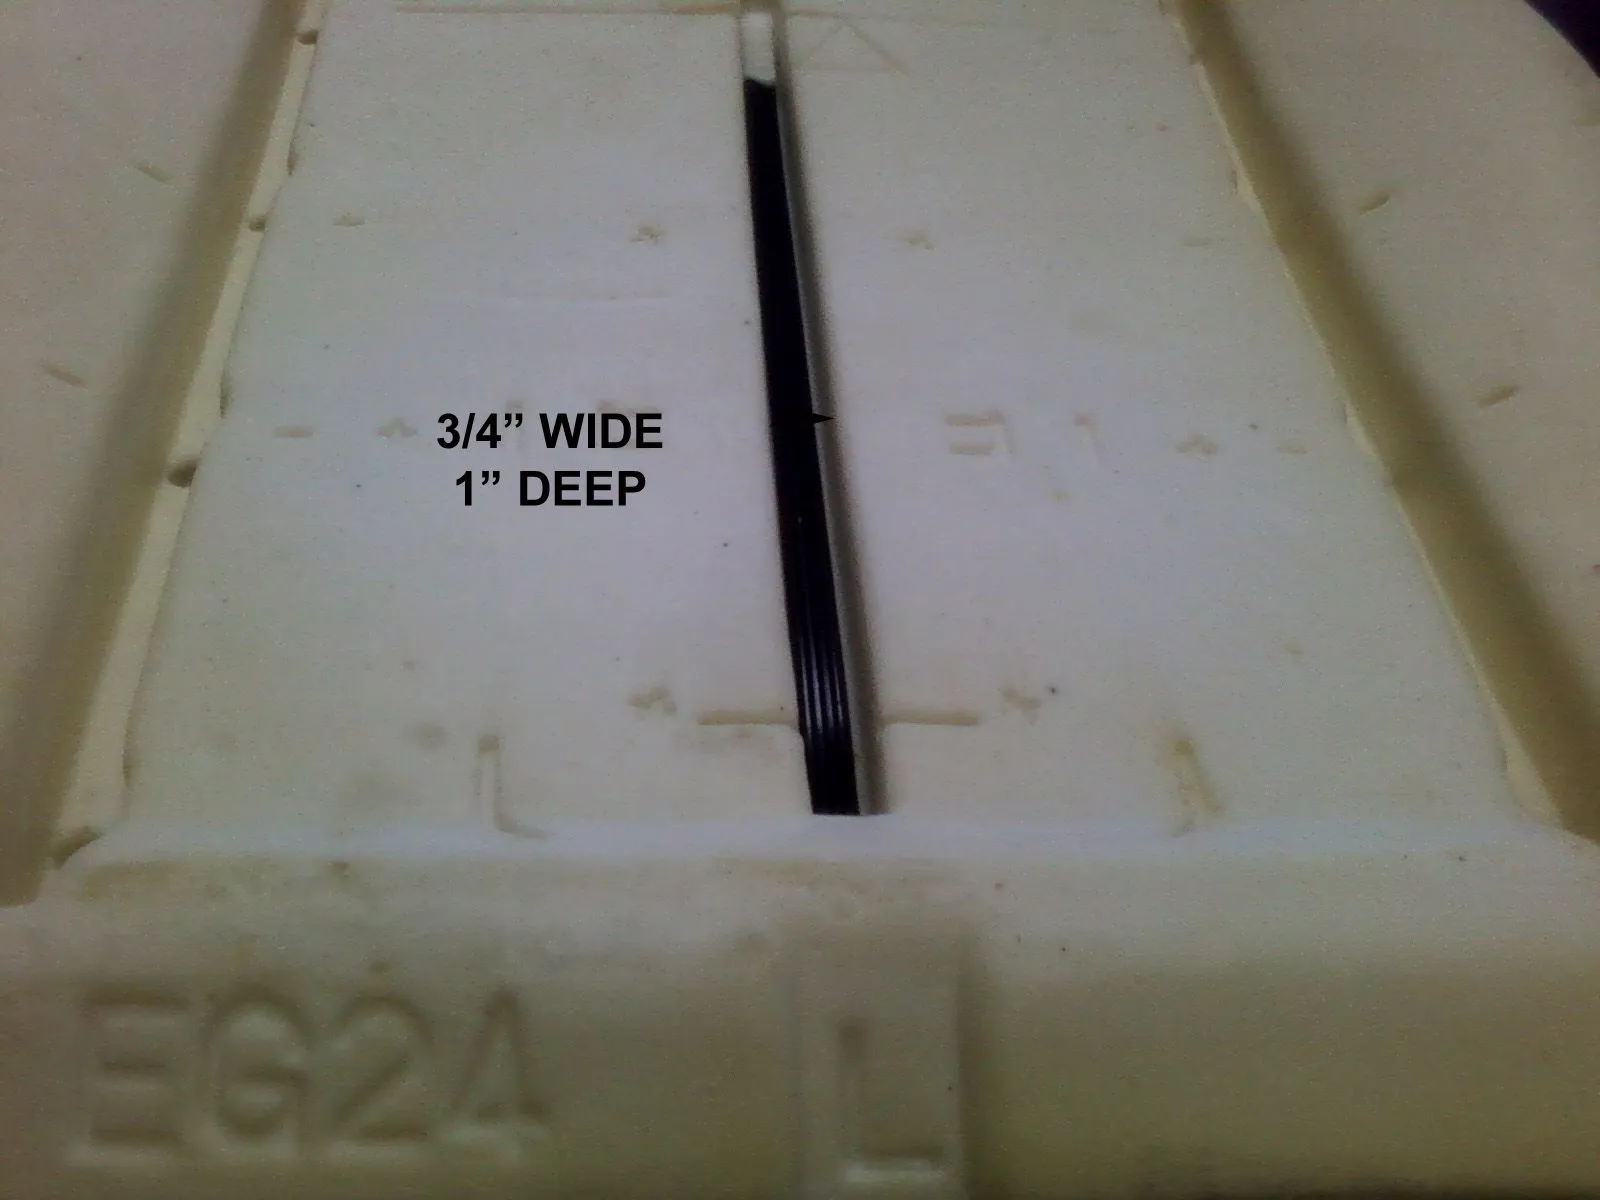 3/4” WIDE
1” DEEP
EG2A
L